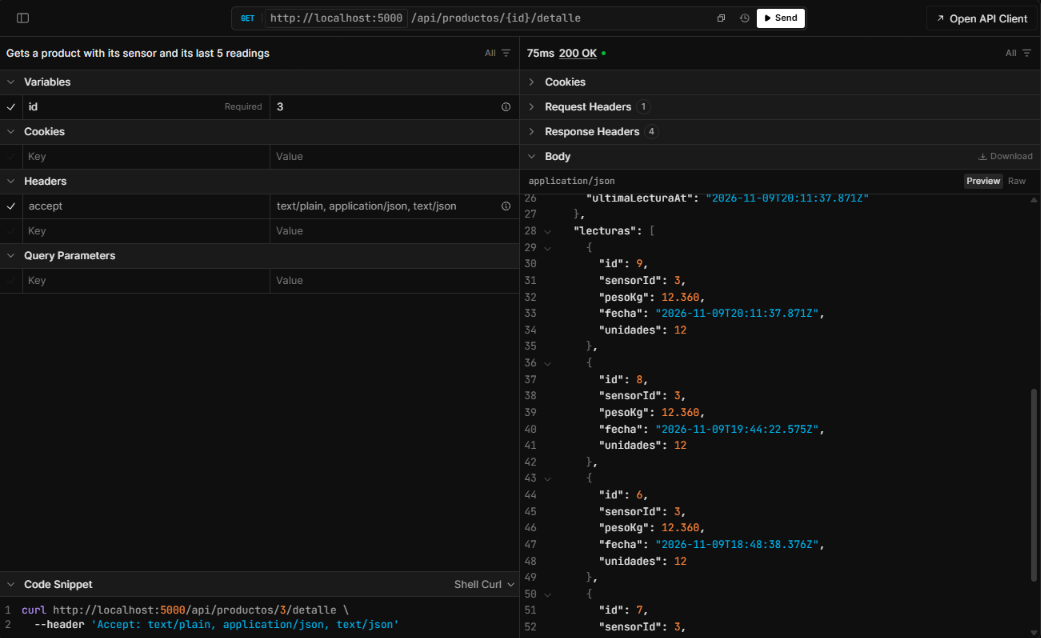 GET http://localhost:5000 /api/productos/{id}/detalle Send
Open API Client
Gets a product with its sensor and its last 5 readings All
Variables
id Required 3
Cookies
Key Value
Headers
accept text/plain, application/json, text/json
Key Value
Query Parameters
Key Value
Code Snippet Shell Curl
1 curl http://localhost:5000/api/productos/3/detalle \
2 --header 'Accept: text/plain, application/json, text/json'
75ms 200 OK All
Cookies
Request Headers 1
Response Headers 4
Body Download
application/json Preview Raw
26 "ultimaLecturaAt": "2026-11-09T20:11:37.871Z"
27 },
28 "lecturas": [
29 {
30 "id": 9,
31 "sensorId": 3,
32 "pesoKg": 12.360,
33 "fecha": "2026-11-09T20:11:37.871Z",
34 "unidades": 12
35 },
36 {
37 "id": 8,
38 "sensorId": 3,
39 "pesoKg": 12.360,
40 "fecha": "2026-11-09T19:44:22.575Z",
41 "unidades": 12
42 },
43 {
44 "id": 6,
45 "sensorId": 3,
46 "pesoKg": 12.360,
47 "fecha": "2026-11-09T18:48:38.376Z",
48 "unidades": 12
49 },
50 {
51 "id": 7,
52 "sensorId": 3,